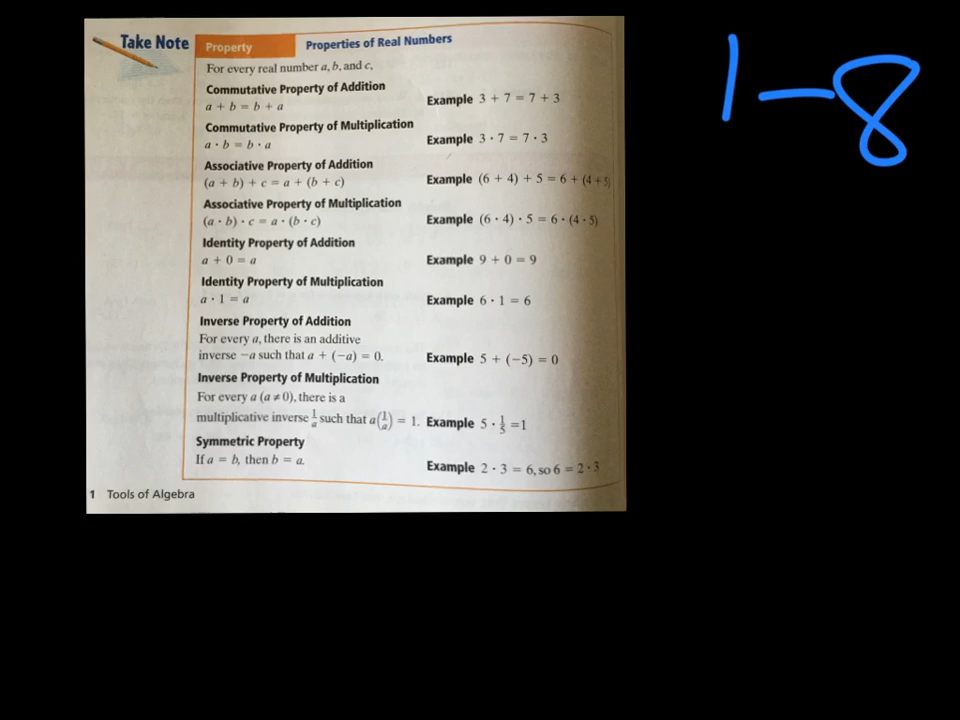 Take Note
Property
Properties of Real Numbers
For every real number a, b, and c,
Commutative Property of Addition
a + b = b + a
Example 3 + 7 = 7 + 3
Commutative Property of Multiplication
a · b = b · a
Example 3 · 7 = 7 · 3
Associative Property of Addition
(a + b) + c = a + (b + c)
Example (6 + 4) + 5 = 6 + (4 + 5)
Associative Property of Multiplication
(a · b) · c = a · (b · c)
Example (6 · 4) · 5 = 6 · (4 · 5)
Identity Property of Addition
a + 0 = a
Example 9 + 0 = 9
Identity Property of Multiplication
a · 1 = a
Example 6 · 1 = 6
Inverse Property of Addition
For every a, there is an additive
inverse −a such that a + (−a) = 0.
Example 5 + (−5) = 0
Inverse Property of Multiplication
For every a (a ≠ 0), there is a
multiplicative inverse 1/a such that a(1/a) = 1.
Example 5 · 1/5 =1
Symmetric Property
If a = b, then b = a.
Example 2 · 3 = 6, so 6 = 2 · 3
1 Tools of Algebra
1-8